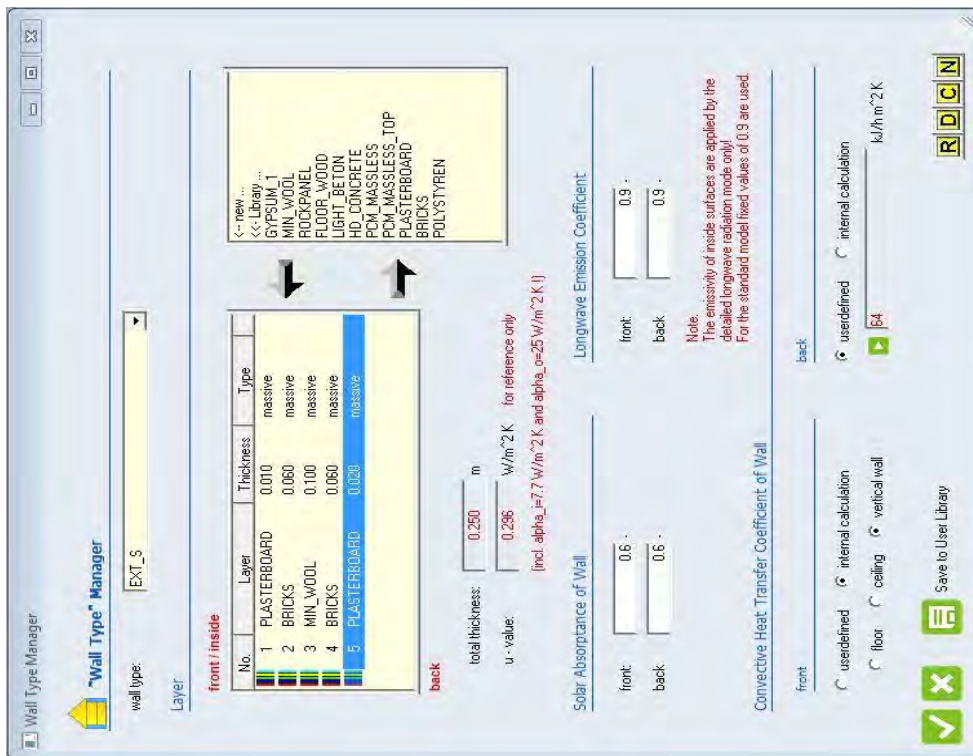 Wall Type Manager
"Wall Type" Manager
wall type:
EXT_S
Layer
front / inside
No. Layer Thickness Type
1 PLASTERBOARD 0.010 massive
2 BRICKS 0.060 massive
3 MIN_WOOL 0.100 massive
4 BRICKS 0.060 massive
5 PLASTERBOARD 0.020 massive
back
<-- new ...
<<- Library ...
GYPSUM_1
MIN_WOOL
ROCKPANEL
FLOOR_WOOD
LIGHT_BETON
HD_CONCRETE
PCM_MASSLESS
PCM_MASSLESS_TOP
PLASTERBOARD
BRICKS
POLYSTYREN
total thickness: 0.250 m
u - value: 0.296 W/m^2 K for reference only
(incl. alpha_i=7.7 W/m^2 K and alpha_o=25 W/m^2 K !)
Solar Absorptance of Wall
front: 0.6 -
back 0.6 -
Longwave Emission Coefficient
front: 0.9 -
back 0.9 -
Note:
The emissivity of inside surfaces are applied by the
detailed longwave radiation mode only!
For the standard model fixed values of 0.9 are used.
Convective Heat Transfer Coefficient of Wall
front
userdefined internal calculation
floor ceiling vertical wall
back
userdefined internal calculation
64 kJ/h m^2 K
Save to User Library
R D C N